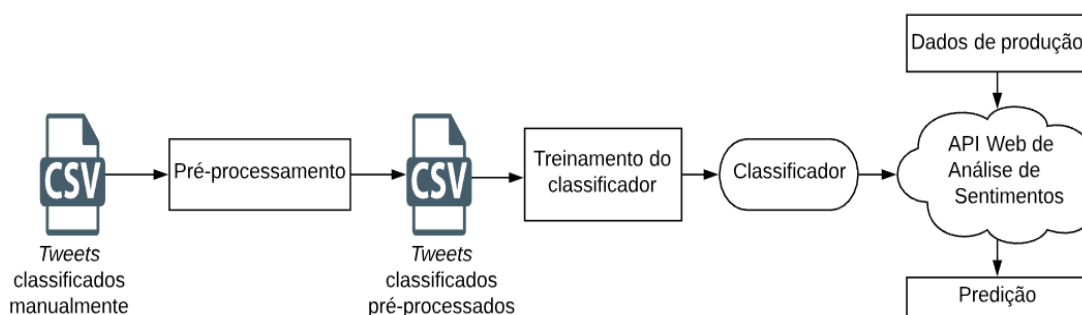 CSV
Tweets
classificados
manualmente
Pré-processamento
CSV
Tweets
classificados
pré-processados
Treinamento do
classificador
Classificador
Dados de produção
API Web de
Análise de
Sentimentos
Predição